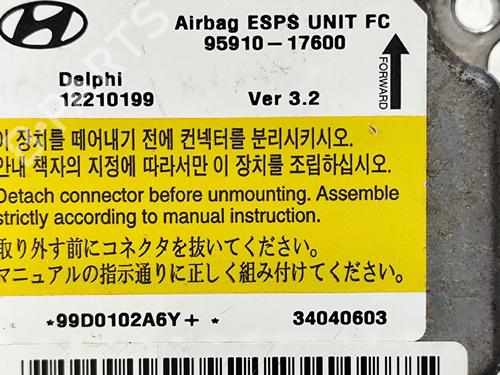 Airbag ESPS UNIT FC
95910-17600
Delphi
12210199
Ver 3.2
FORWARD
이 장치를 떼어내기 전에 컨넥터를 분리시키시오.
안내 책자의 지정에 따라서만 이 장치를 조립하십시오.
Detach connector before unmounting. Assemble
strictly according to manual instruction.
取り外す前にコネクタを抜いてください。
マニュアルの指示通りに正しく組み付けてください。
*99D0102A6Y+ *
34040603